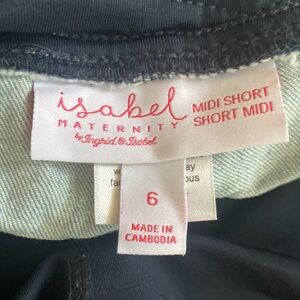 isabel
MATERNITY
by Ingrid & Isabel
MIDI SHORT
SHORT MIDI
6
MADE IN
CAMBODIA